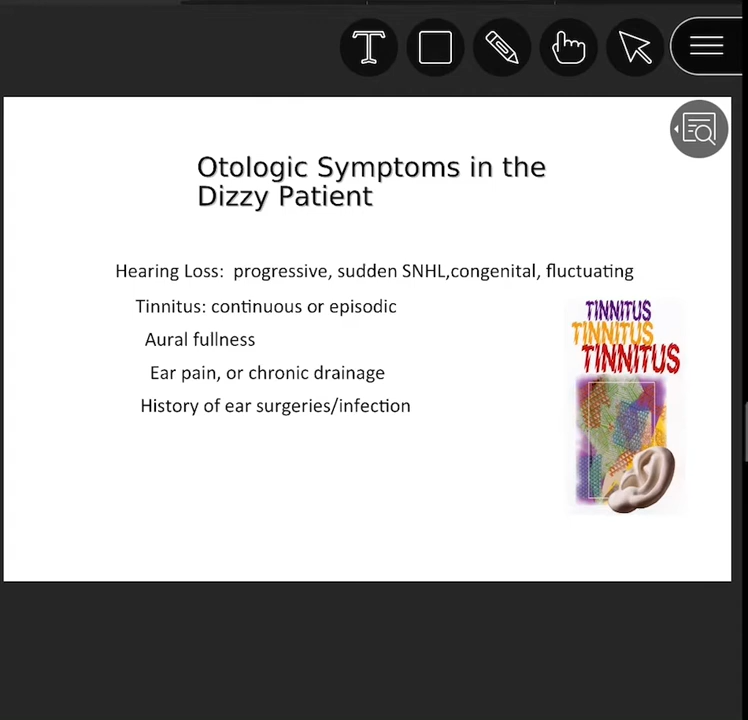 Otologic Symptoms in the
Dizzy Patient
Hearing Loss:  progressive, sudden SNHL,congenital, fluctuating
Tinnitus: continuous or episodic
Aural fullness
Ear pain, or chronic drainage
History of ear surgeries/infection
TINNITUS
TINNITUS
TINNITUS